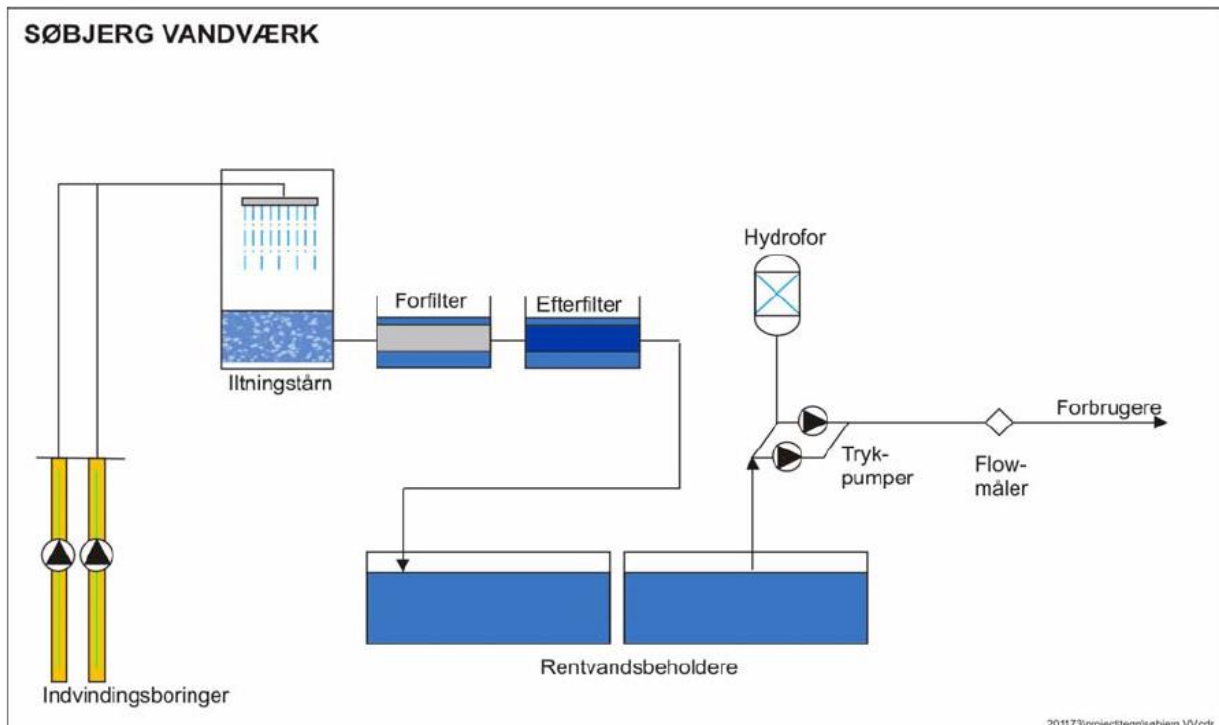 SØBJERG VANDVÆRK
Hydrofor
Forfilter
Efterfilter
Iltningstårn
Forbrugere
Tryk-
pumper
Flow-
måler
Rentvandsbeholdere
Indvindingsboringer